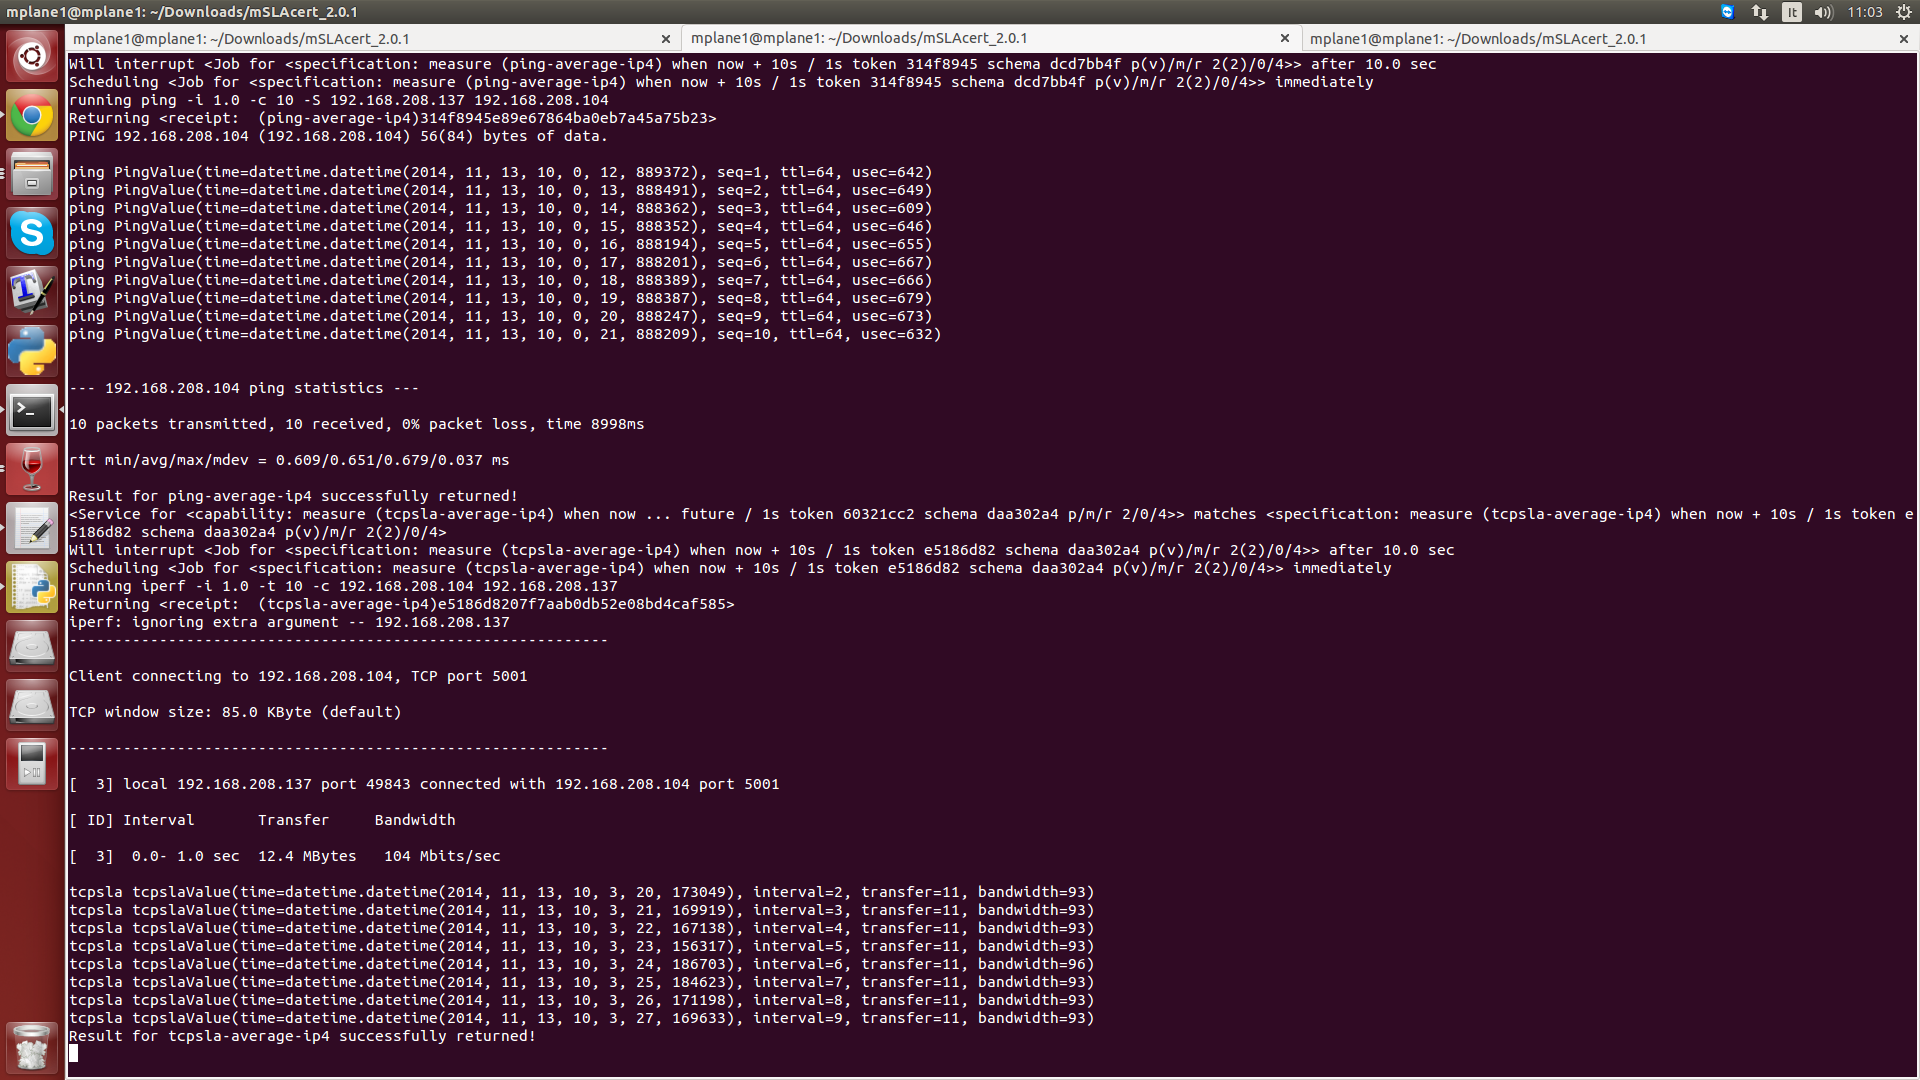 mplane1@mplane1: ~/Downloads/mSLAcert_2.0.1
It
11:03
mplane1@mplane1: ~/Downloads/mSLAcert_2.0.1
mplane1@mplane1: ~/Downloads/mSLAcert_2.0.1
mplane1@mplane1: ~/Downloads/mSLAcert_2.0.1
Will interrupt <Job for <specification: measure (ping-average-ip4) when now + 10s / 1s token 314f8945 schema dcd7bb4f p(v)/m/r 2(2)/0/4>> after 10.0 sec
Scheduling <Job for <specification: measure (ping-average-ip4) when now + 10s / 1s token 314f8945 schema dcd7bb4f p(v)/m/r 2(2)/0/4>> immediately
running ping -i 1.0 -c 10 -S 192.168.208.137 192.168.208.104
Returning <receipt:  (ping-average-ip4)314f8945e89e67864ba0eb7a45a75b23>
PING 192.168.208.104 (192.168.208.104) 56(84) bytes of data.
ping PingValue(time=datetime.datetime(2014, 11, 13, 10, 0, 12, 889372), seq=1, ttl=64, usec=642)
ping PingValue(time=datetime.datetime(2014, 11, 13, 10, 0, 13, 888491), seq=2, ttl=64, usec=649)
ping PingValue(time=datetime.datetime(2014, 11, 13, 10, 0, 14, 888362), seq=3, ttl=64, usec=609)
ping PingValue(time=datetime.datetime(2014, 11, 13, 10, 0, 15, 888352), seq=4, ttl=64, usec=646)
ping PingValue(time=datetime.datetime(2014, 11, 13, 10, 0, 16, 888194), seq=5, ttl=64, usec=655)
ping PingValue(time=datetime.datetime(2014, 11, 13, 10, 0, 17, 888201), seq=6, ttl=64, usec=667)
ping PingValue(time=datetime.datetime(2014, 11, 13, 10, 0, 18, 888389), seq=7, ttl=64, usec=666)
ping PingValue(time=datetime.datetime(2014, 11, 13, 10, 0, 19, 888387), seq=8, ttl=64, usec=679)
ping PingValue(time=datetime.datetime(2014, 11, 13, 10, 0, 20, 888247), seq=9, ttl=64, usec=673)
ping PingValue(time=datetime.datetime(2014, 11, 13, 10, 0, 21, 888209), seq=10, ttl=64, usec=632)
--- 192.168.208.104 ping statistics ---
10 packets transmitted, 10 received, 0% packet loss, time 8998ms
rtt min/avg/max/mdev = 0.609/0.651/0.679/0.037 ms
Result for ping-average-ip4 successfully returned!
<Service for <capability: measure (tcpsla-average-ip4) when now ... future / 1s token 60321cc2 schema daa302a4 p/m/r 2/0/4>> matches <specification: measure (tcpsla-average-ip4) when now + 10s / 1s token e
5186d82 schema daa302a4 p(v)/m/r 2(2)/0/4>
Will interrupt <Job for <specification: measure (tcpsla-average-ip4) when now + 10s / 1s token e5186d82 schema daa302a4 p(v)/m/r 2(2)/0/4>> after 10.0 sec
Scheduling <Job for <specification: measure (tcpsla-average-ip4) when now + 10s / 1s token e5186d82 schema daa302a4 p(v)/m/r 2(2)/0/4>> immediately
running iperf -i 1.0 -t 10 -c 192.168.208.104 192.168.208.137
Returning <receipt:  (tcpsla-average-ip4)e5186d8207f7aab0db52e08bd4caf585>
iperf: ignoring extra argument -- 192.168.208.137
------------------------------------------------------------
Client connecting to 192.168.208.104, TCP port 5001
TCP window size: 85.0 KByte (default)
------------------------------------------------------------
[  3] local 192.168.208.137 port 49843 connected with 192.168.208.104 port 5001
[ ID] Interval       Transfer     Bandwidth
[  3]  0.0- 1.0 sec  12.4 MBytes   104 Mbits/sec
tcpsla tcpslaValue(time=datetime.datetime(2014, 11, 13, 10, 3, 20, 173049), interval=2, transfer=11, bandwidth=93)
tcpsla tcpslaValue(time=datetime.datetime(2014, 11, 13, 10, 3, 21, 169919), interval=3, transfer=11, bandwidth=93)
tcpsla tcpslaValue(time=datetime.datetime(2014, 11, 13, 10, 3, 22, 167138), interval=4, transfer=11, bandwidth=93)
tcpsla tcpslaValue(time=datetime.datetime(2014, 11, 13, 10, 3, 23, 156317), interval=5, transfer=11, bandwidth=93)
tcpsla tcpslaValue(time=datetime.datetime(2014, 11, 13, 10, 3, 24, 186703), interval=6, transfer=11, bandwidth=96)
tcpsla tcpslaValue(time=datetime.datetime(2014, 11, 13, 10, 3, 25, 184623), interval=7, transfer=11, bandwidth=93)
tcpsla tcpslaValue(time=datetime.datetime(2014, 11, 13, 10, 3, 26, 171198), interval=8, transfer=11, bandwidth=93)
tcpsla tcpslaValue(time=datetime.datetime(2014, 11, 13, 10, 3, 27, 169633), interval=9, transfer=11, bandwidth=93)
Result for tcpsla-average-ip4 successfully returned!